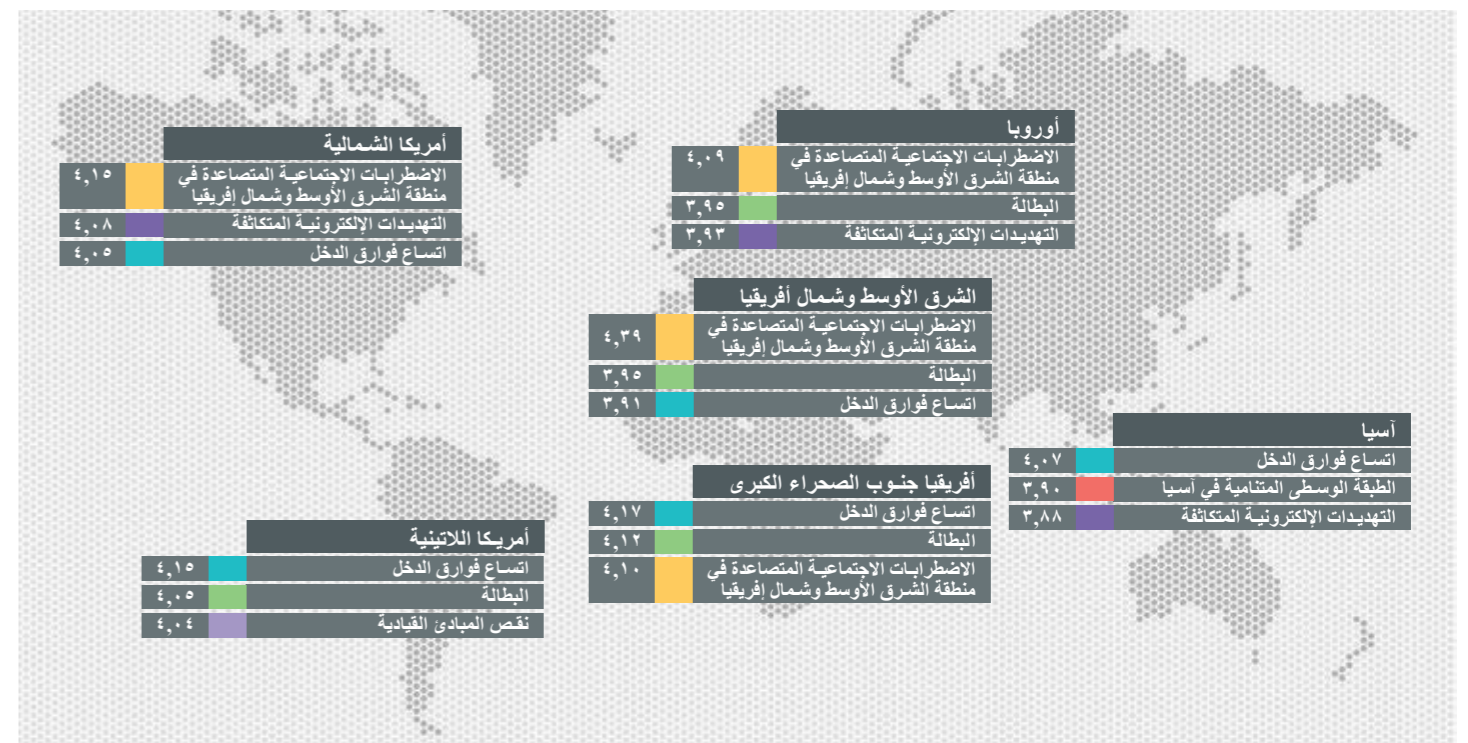 أوروبا
الاضطرابات الاجتماعية المتصاعدة في
منطقة الشرق الأوسط وشمال إفريقيا
٤,٠٩
البطالة ٣,٩٥
التهديدات الإلكترونية المتكاثفة ٣,٩٣
أمريكا الشمالية
الاضطرابات الاجتماعية المتصاعدة في
منطقة الشرق الأوسط وشمال إفريقيا
٤,١٥
التهديدات الإلكترونية المتكاثفة ٤,٠٨
اتساع فوارق الدخل ٤,٠٥
الشرق الأوسط وشمال أفريقيا
الاضطرابات الاجتماعية المتصاعدة في
منطقة الشرق الأوسط وشمال إفريقيا
٤,٣٩
البطالة ٣,٩٥
اتساع فوارق الدخل ٣,٩١
آسيا
اتساع فوارق الدخل ٤,٠٧
الطبقة الوسطى المتنامية في آسيا ٣,٩٠
التهديدات الإلكترونية المتكاثفة ٣,٨٨
أفريقيا جنوب الصحراء الكبرى
اتساع فوارق الدخل ٤,١٧
البطالة ٤,١٢
الاضطرابات الاجتماعية المتصاعدة في
منطقة الشرق الأوسط وشمال إفريقيا
٤,١٠
أمريكا اللاتينية
اتساع فوارق الدخل ٤,١٥
البطالة ٤,٠٥
نقص المبادئ القيادية ٤,٠٤